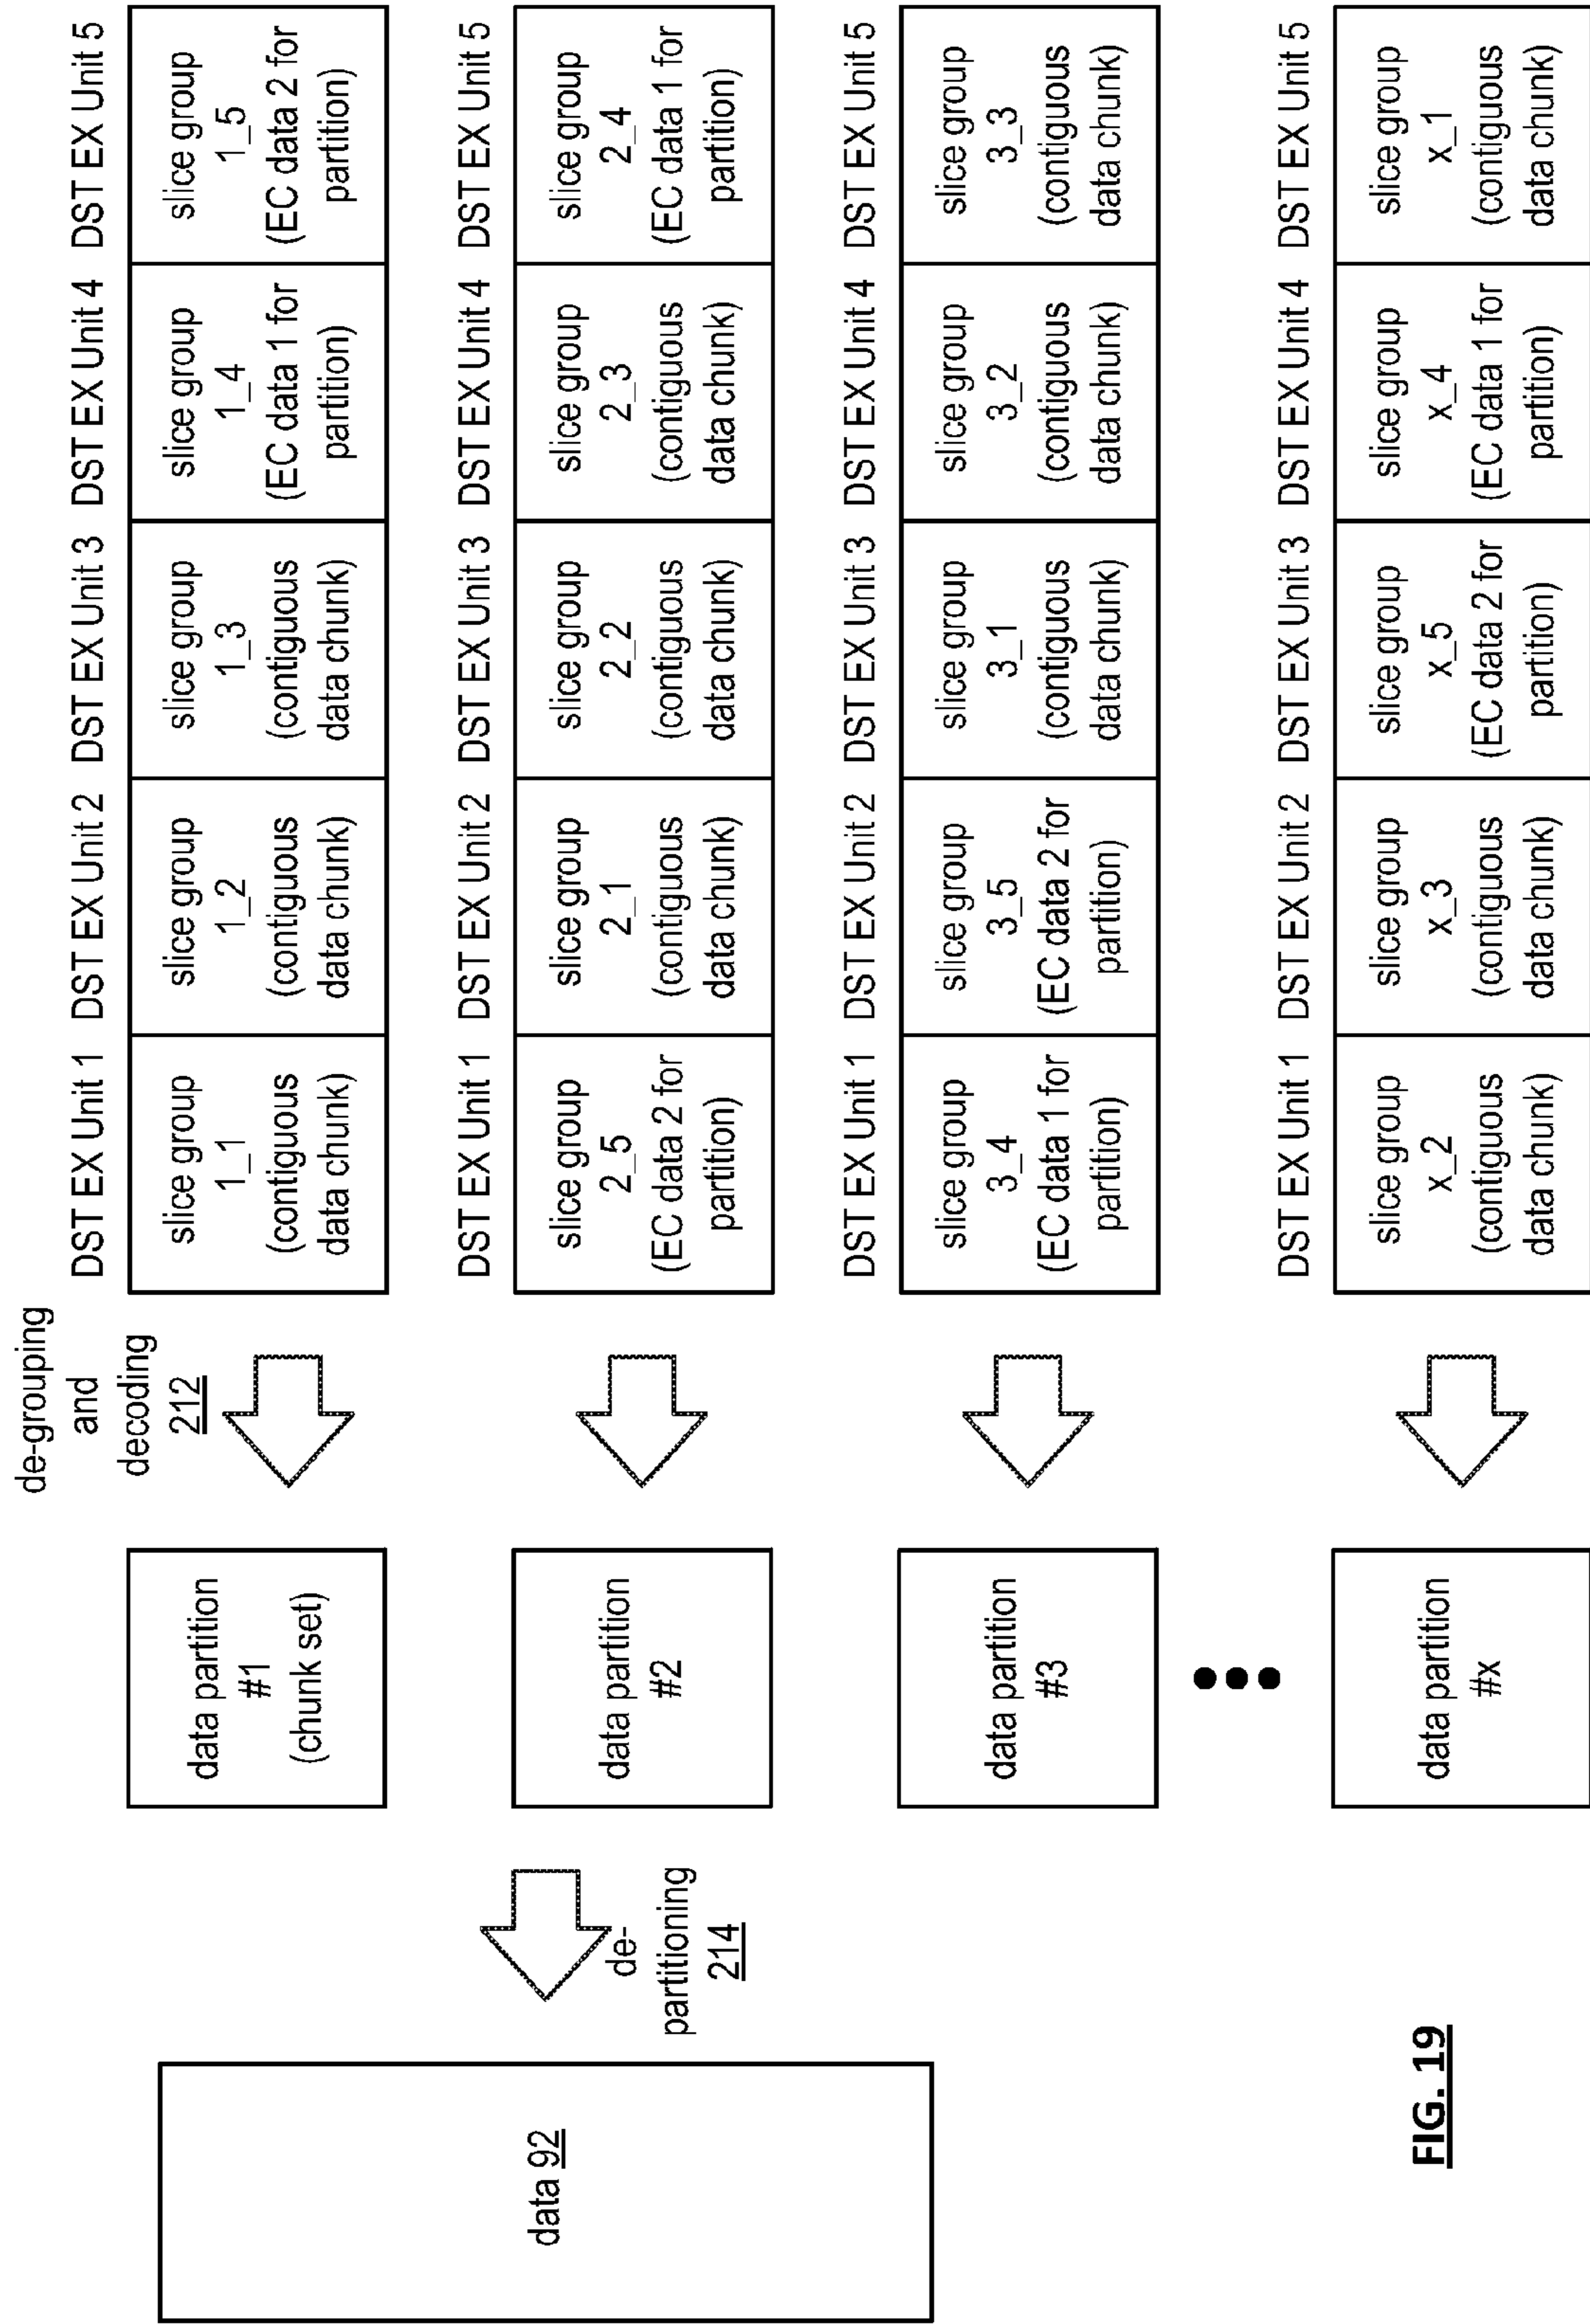 de-grouping
and
decoding
212
DST EX Unit 1 DST EX Unit 2 DST EX Unit 3 DST EX Unit 4 DST EX Unit 5
data 92
de-
partitioning
214
data partition
#1
(chunk set)
slice group
1_1
(contiguous
data chunk)
slice group
1_2
(contiguous
data chunk)
slice group
1_3
(contiguous
data chunk)
slice group
1_4
(EC data 1 for
partition)
slice group
1_5
(EC data 2 for
partition)
DST EX Unit 1 DST EX Unit 2 DST EX Unit 3 DST EX Unit 4 DST EX Unit 5
data partition
#2
slice group
2_5
(EC data 2 for
partition)
slice group
2_1
(contiguous
data chunk)
slice group
2_2
(contiguous
data chunk)
slice group
2_3
(contiguous
data chunk)
slice group
2_4
(EC data 1 for
partition)
DST EX Unit 1 DST EX Unit 2 DST EX Unit 3 DST EX Unit 4 DST EX Unit 5
data partition
#3
slice group
3_4
(EC data 1 for
partition)
slice group
3_5
(EC data 2 for
partition)
slice group
3_1
(contiguous
data chunk)
slice group
3_2
(contiguous
data chunk)
slice group
3_3
(contiguous
data chunk)
DST EX Unit 1 DST EX Unit 2 DST EX Unit 3 DST EX Unit 4 DST EX Unit 5
data partition
#x
slice group
x_2
(contiguous
data chunk)
slice group
x_3
(contiguous
data chunk)
slice group
x_5
(EC data 2 for
partition)
slice group
x_4
(EC data 1 for
partition)
slice group
x_1
(contiguous
data chunk)
FIG. 19